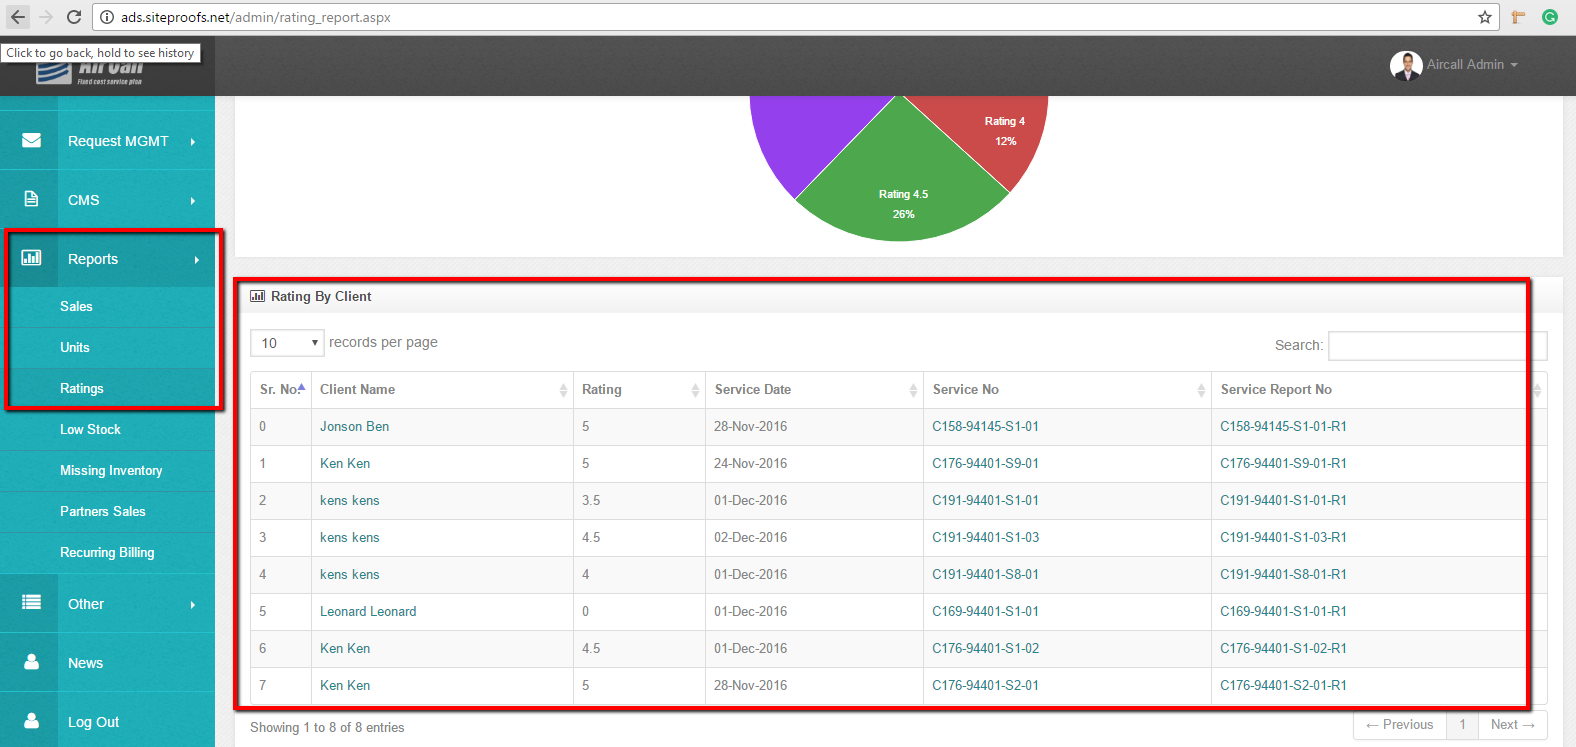 ads.siteproofs.net/admin/rating_report.aspx
Click to go back, hold to see history
AirCall
Fixed cost service plan
Aircall Admin
Request MGMT
CMS
Reports
Sales
Units
Ratings
Low Stock
Missing Inventory
Partners Sales
Recurring Billing
Other
News
Log Out
Rating 4
12%
Rating 4.5
26%
Rating By Client
10 records per page
Search:
Sr. No. Client Name Rating Service Date Service No Service Report No
0 Jonson Ben 5 28-Nov-2016 C158-94145-S1-01 C158-94145-S1-01-R1
1 Ken Ken 5 24-Nov-2016 C176-94401-S9-01 C176-94401-S9-01-R1
2 kens kens 3.5 01-Dec-2016 C191-94401-S1-01 C191-94401-S1-01-R1
3 kens kens 4.5 02-Dec-2016 C191-94401-S1-03 C191-94401-S1-03-R1
4 kens kens 4 01-Dec-2016 C191-94401-S8-01 C191-94401-S8-01-R1
5 Leonard Leonard 0 01-Dec-2016 C169-94401-S1-01 C169-94401-S1-01-R1
6 Ken Ken 4.5 01-Dec-2016 C176-94401-S1-02 C176-94401-S1-02-R1
7 Ken Ken 5 28-Nov-2016 C176-94401-S2-01 C176-94401-S2-01-R1
Showing 1 to 8 of 8 entries
← Previous 1 Next →